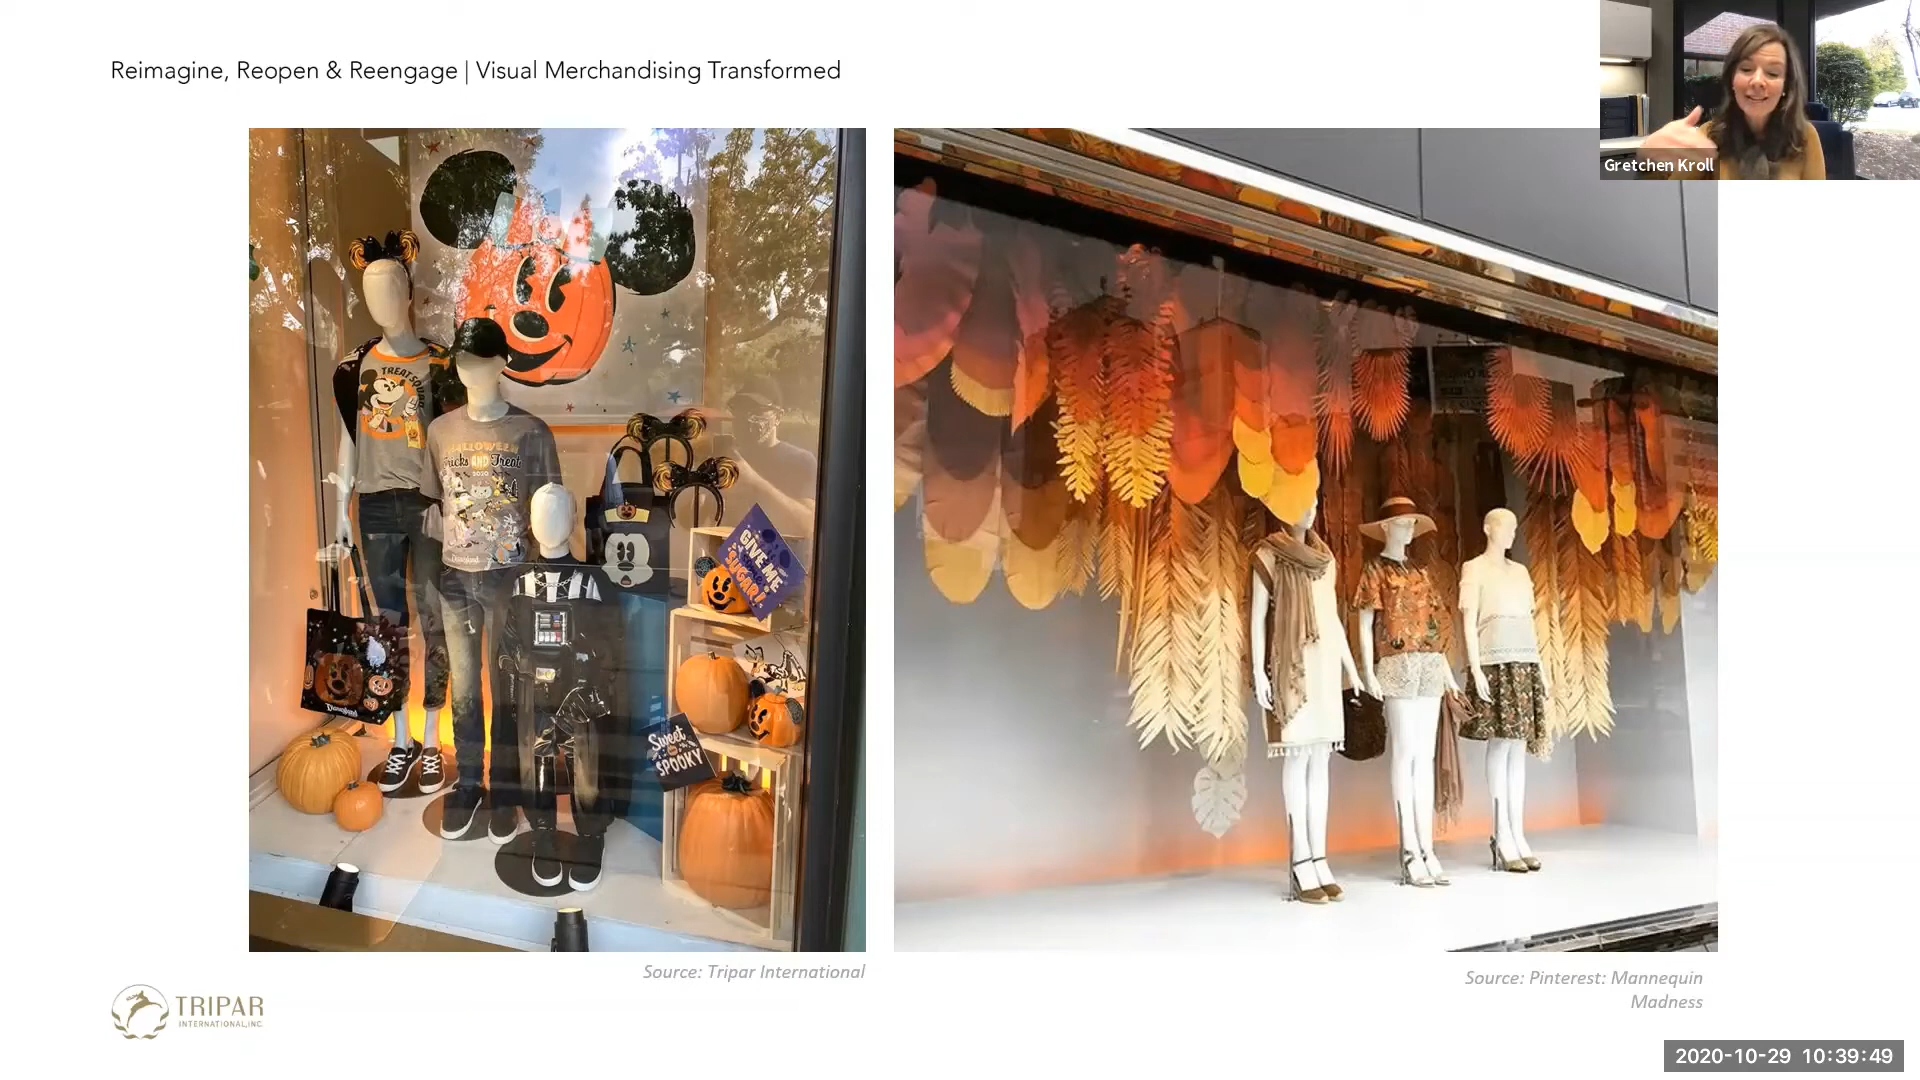 Reimagine, Reopen & Reengage | Visual Merchandising Transformed
Gretchen Kroll
TREAT SQUAD
HALLOWEEN
Tricks AND Treats
2020
Disneyland
GIVE ME
SUGAR!
Sweet
SPOOKY
Disneyland
Source: Tripar International
Source: Pinterest: Mannequin
Madness
TRIPAR
INTERNATIONAL, INC.
2020-10-29 10:39:49